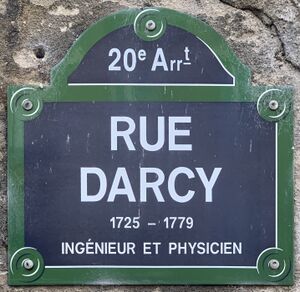 20e Arrt
RUE
DARCY
1725 - 1779
INGÉNIEUR ET PHYSICIEN